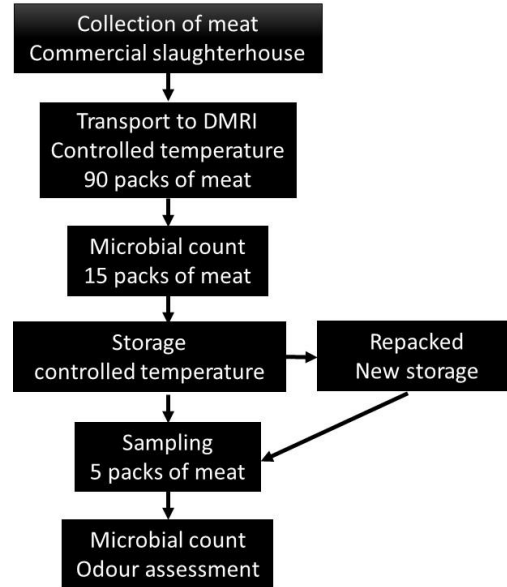 Collection of meat
Commercial slaughterhouse
Transport to DMRI
Controlled temperature
90 packs of meat
Microbial count
15 packs of meat
Storage
controlled temperature
Repacked
New storage
Sampling
5 packs of meat
Microbial count
Odour assessment